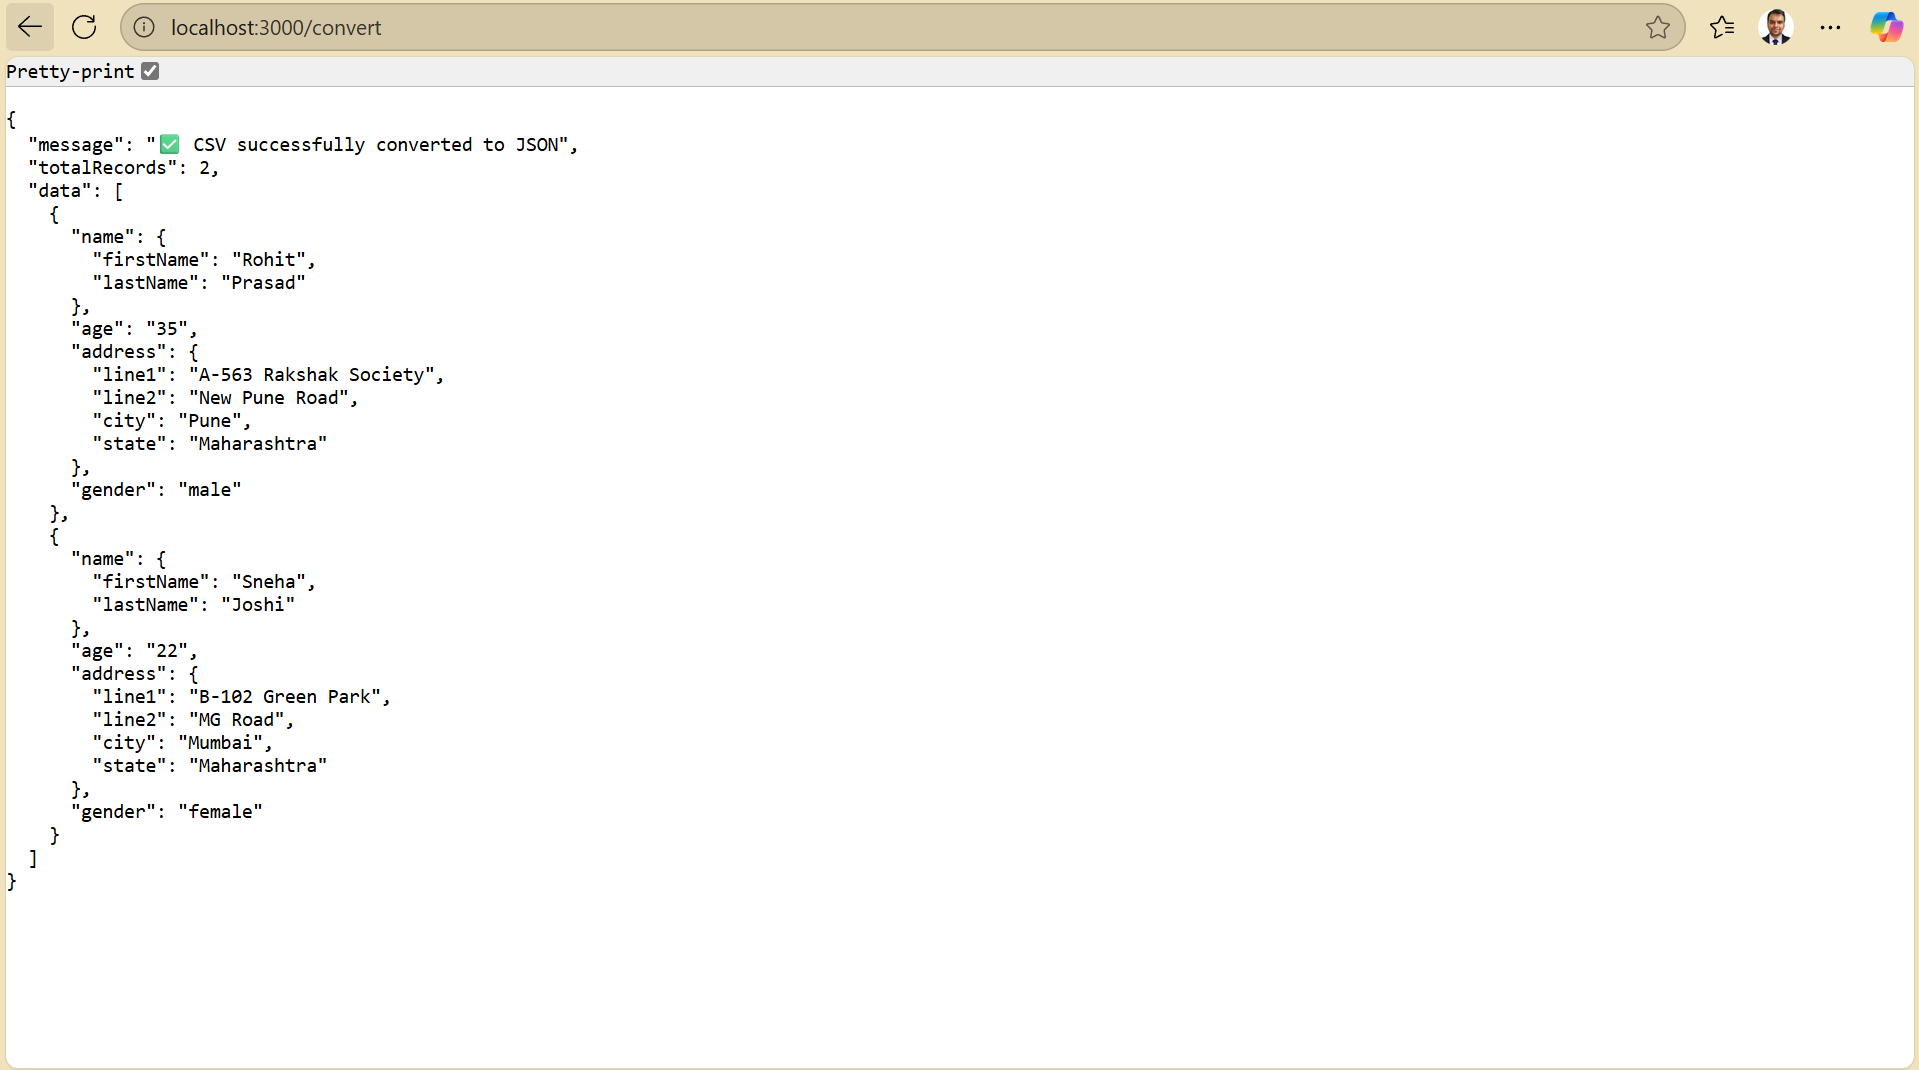 localhost:3000/convert
Pretty-print
{
  "message": "✅ CSV successfully converted to JSON",
  "totalRecords": 2,
  "data": [
    {
      "name": {
        "firstName": "Rohit",
        "lastName": "Prasad"
      },
      "age": "35",
      "address": {
        "line1": "A-563 Rakshak Society",
        "line2": "New Pune Road",
        "city": "Pune",
        "state": "Maharashtra"
      },
      "gender": "male"
    },
    {
      "name": {
        "firstName": "Sneha",
        "lastName": "Joshi"
      },
      "age": "22",
      "address": {
        "line1": "B-102 Green Park",
        "line2": "MG Road",
        "city": "Mumbai",
        "state": "Maharashtra"
      },
      "gender": "female"
    }
  ]
}